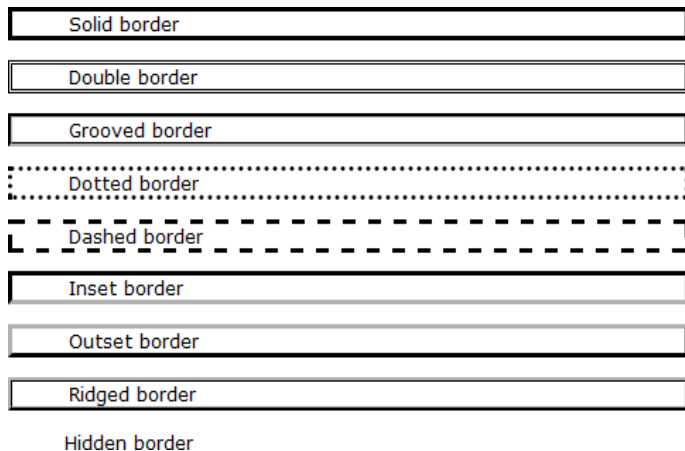 Solid border
Double border
Grooved border
Dotted border
Dashed border
Inset border
Outset border
Ridged border
Hidden border